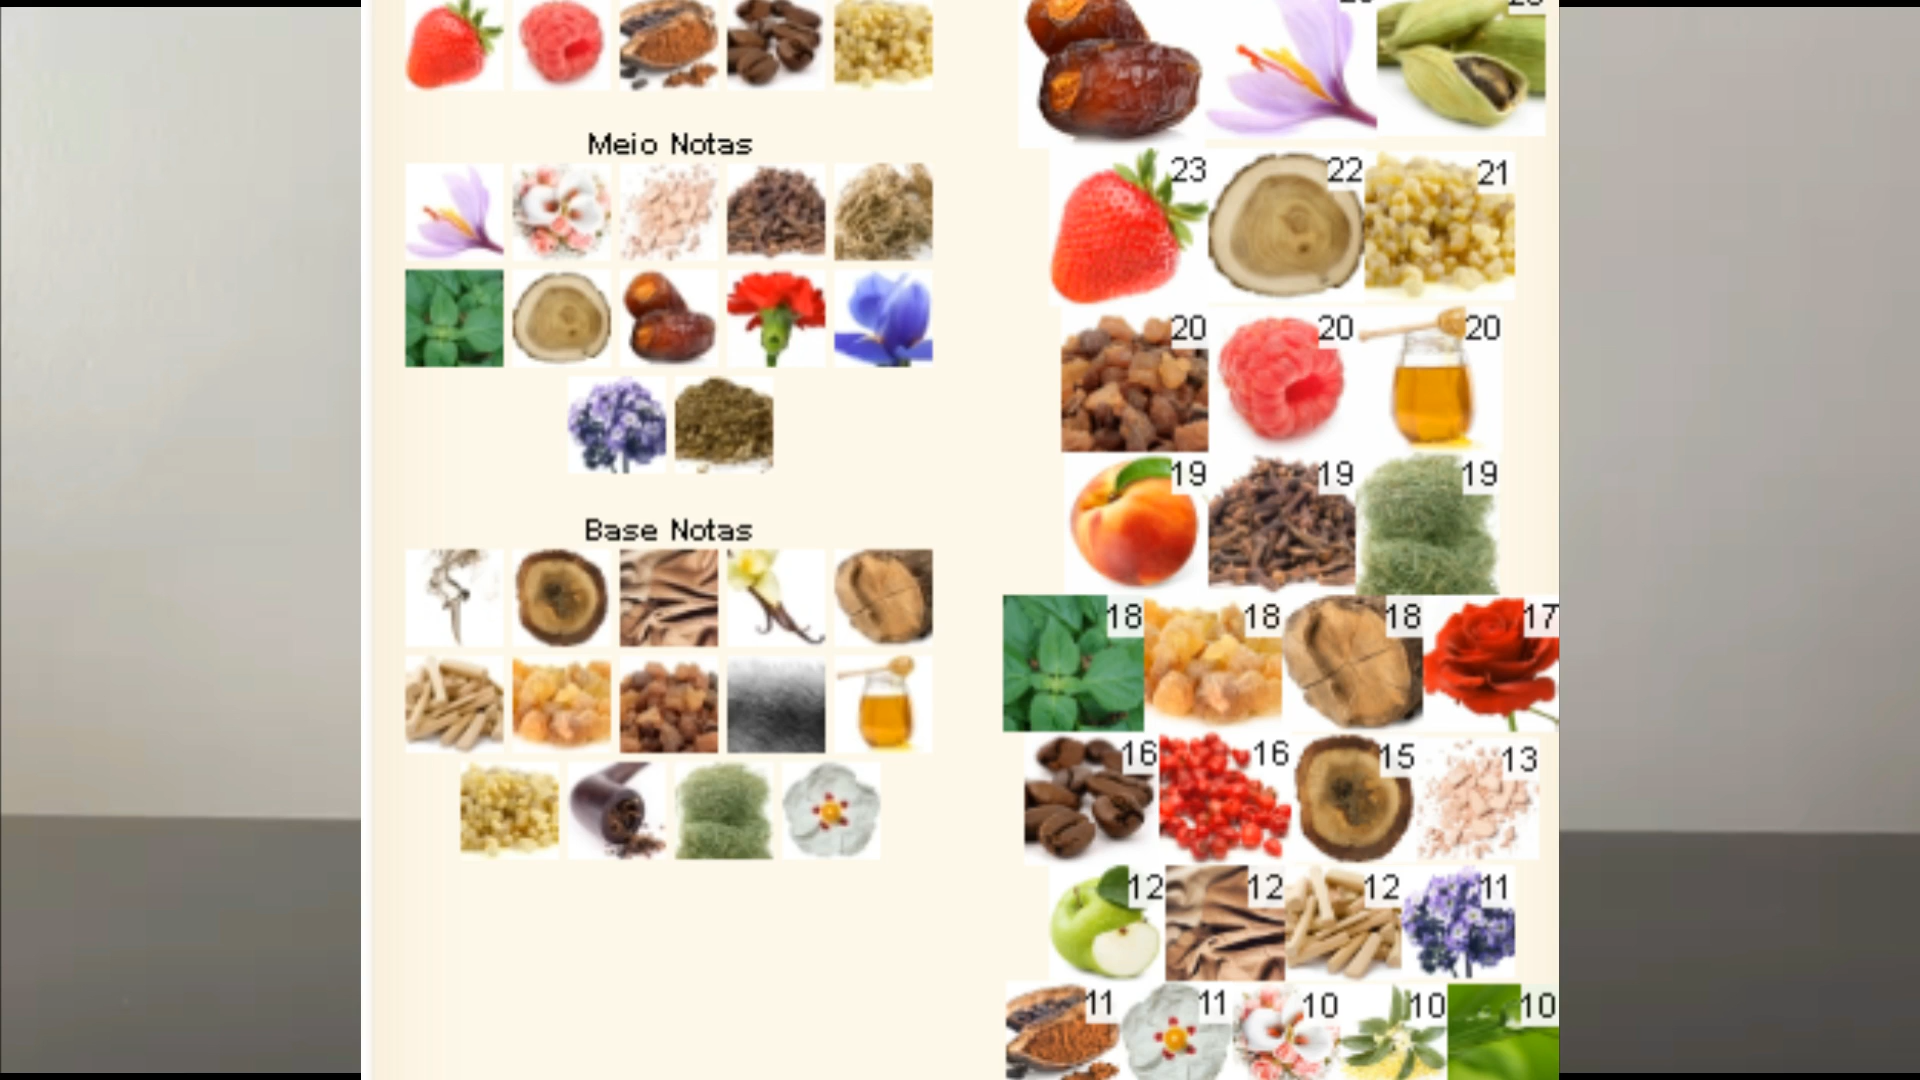 Meio Notas
Base Notas
23 22 21
20 20 20
19 19 19
18 18 18 17
16 16 15 13
12 12 12 11
11 11 10 10 10